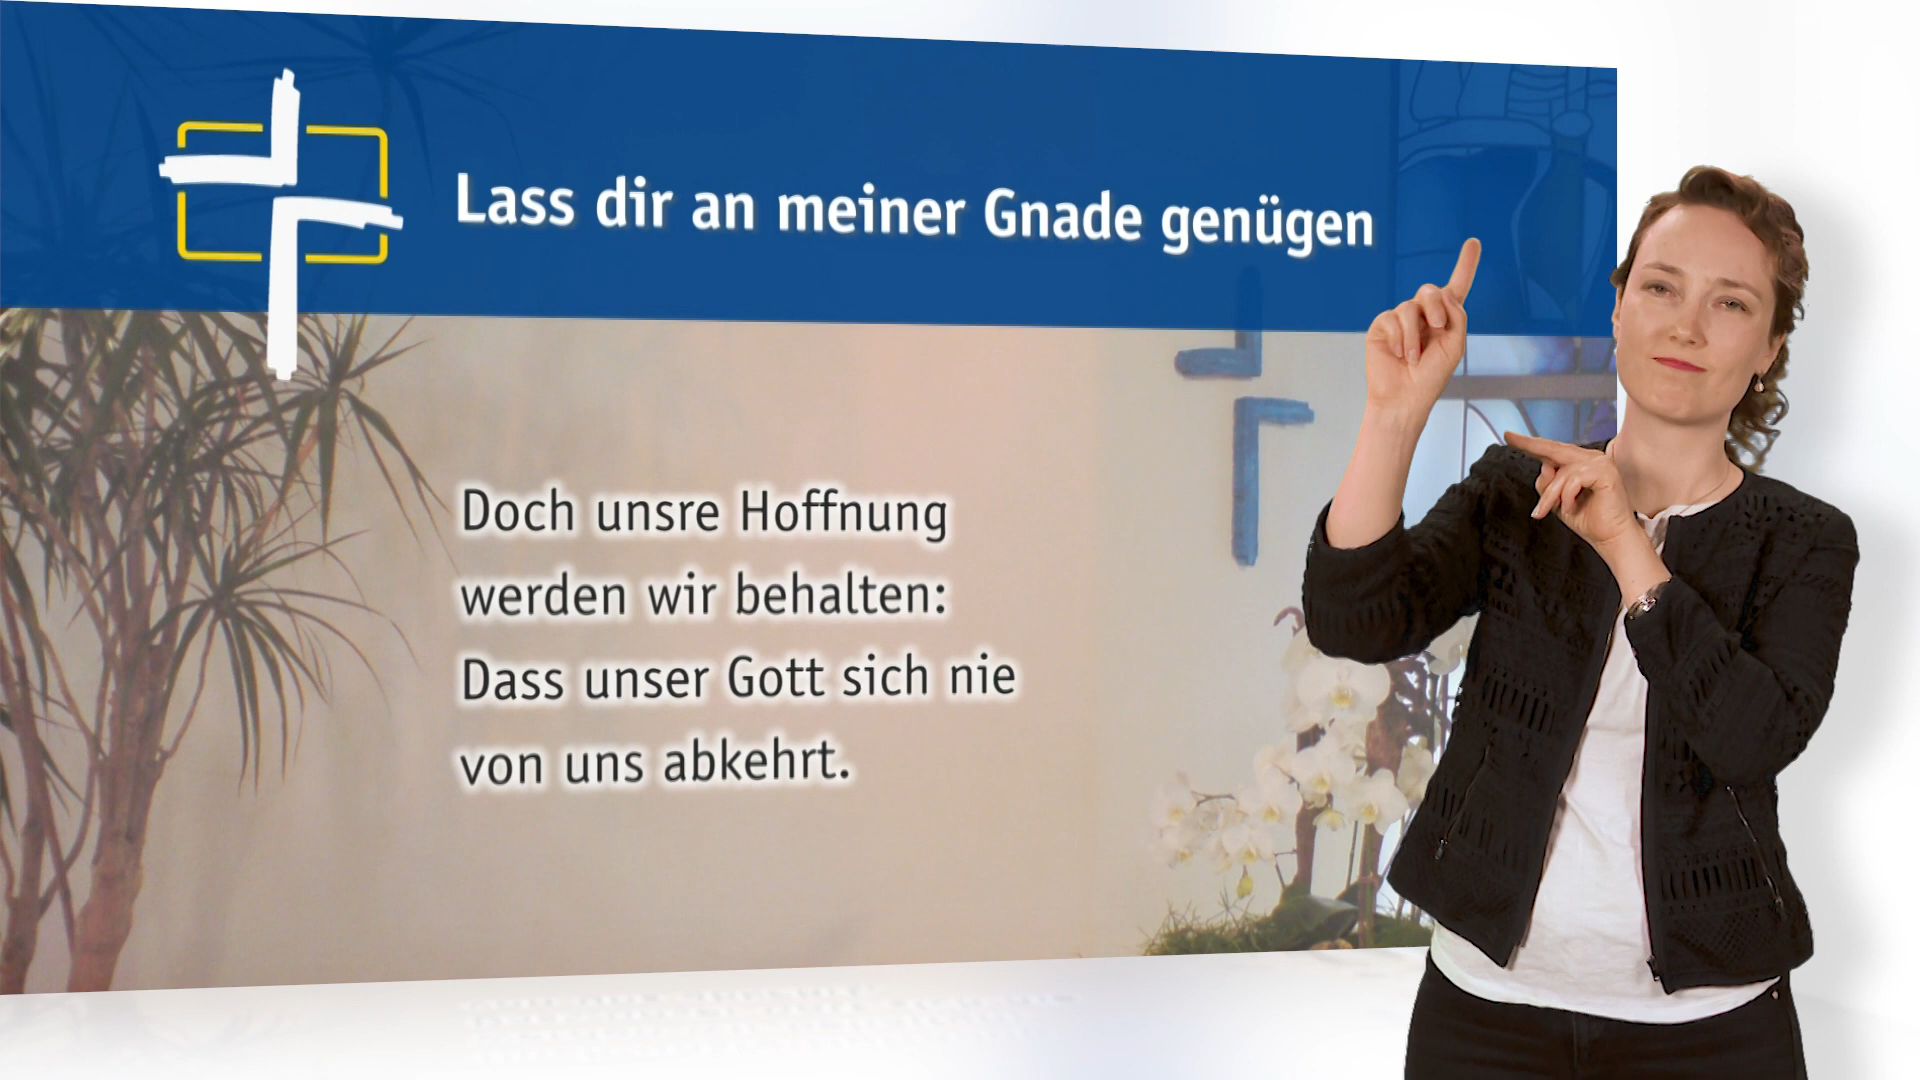 Lass dir an meiner Gnade genügen
Doch unsre Hoffnung
werden wir behalten:
Dass unser Gott sich nie
von uns abkehrt.